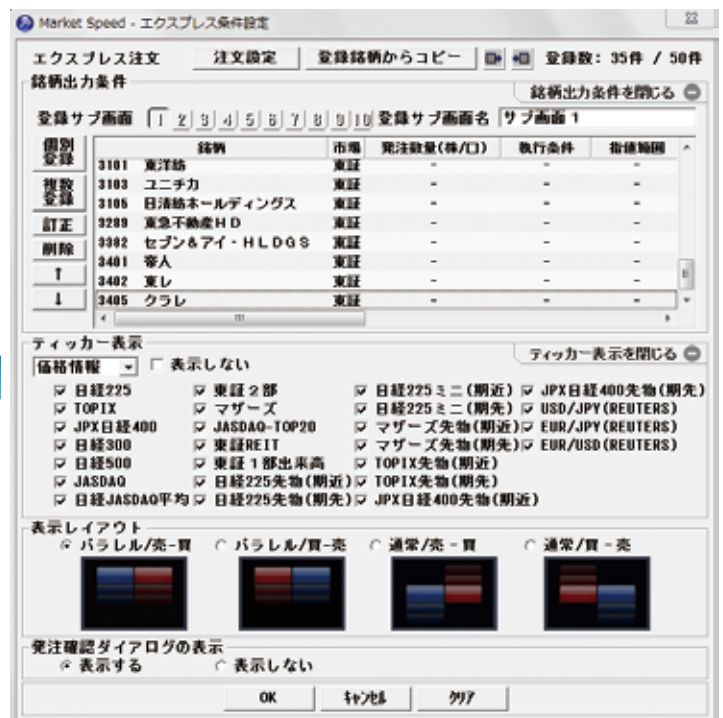 Market Speed - エクスプレス条件設定
エクスプレス注文 注文設定 登録銘柄からコピー 登録数: 35件 / 50件
銘柄出力条件
銘柄出力条件を閉じる
登録サブ画面 1 2 3 4 5 6 7 8 9 10 登録サブ画面名 サブ画面 1
個別登録 銘柄 市場 発注数量(株/口) 執行条件 指値範囲
3101 東洋紡 東証 - - -
複数登録 3103 ユニチカ 東証 - - -
3105 日清紡ホールディングス 東証 - - -
訂正 3289 東急不動産HD 東証 - - -
削除 3382 セブン&アイ・HLDGS 東証 - - -
↑ 3401 帝人 東証 - - -
3402 東レ 東証 - - -
↓ 3405 クラレ 東証 - - -
ティッカー表示
価格情報 表示しない ティッカー表示を閉じる
日経225 東証2部 日経225ミニ(期近) JPX日経400先物(期先)
TOPIX マザーズ 日経225ミニ(期先) USD/JPY(REUTERS)
JPX日経400 JASDAQ-TOP20 マザーズ先物(期近) EUR/JPY(REUTERS)
日経300 東証REIT マザーズ先物(期先) EUR/USD(REUTERS)
日経500 東証1部出来高 TOPIX先物(期近)
JASDAQ 日経225先物(期近) TOPIX先物(期先)
日経JASDAQ平均 日経225先物(期先) JPX日経400先物(期近)
表示レイアウト
パラレル/売-買 パラレル/買-売 通常/売 - 買 通常/買 - 売
発注確認ダイアログの表示
表示する 表示しない
OK キャンセル クリア